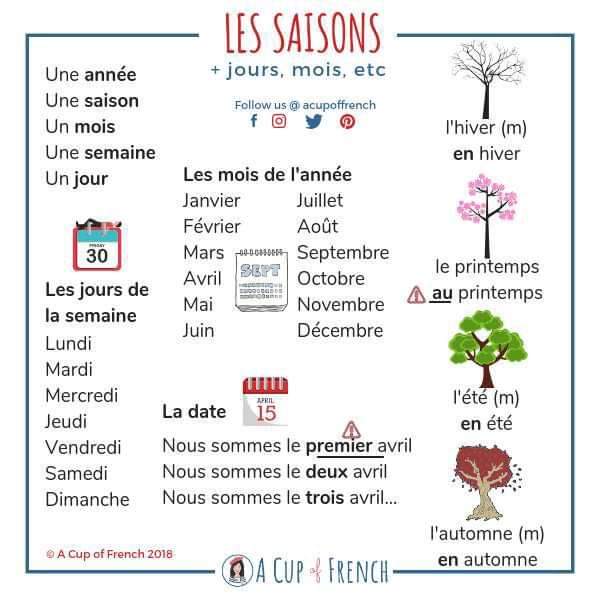 LES SAISONS
+ jours, mois, etc
Follow us @ acupoffrench
Une année
Une saison
Un mois
Une semaine
Un jour
FRIDAY
30
Les jours de
la semaine
Lundi
Mardi
Mercredi
Jeudi
Vendredi
Samedi
Dimanche
Les mois de l'année
Janvier
Février
Mars
Avril
Mai
Juin
SEPT
Juillet
Août
Septembre
Octobre
Novembre
Décembre
La date
APRIL
15
Nous sommes le premier avril
Nous sommes le deux avril
Nous sommes le trois avril...
l'hiver (m)
en hiver
le printemps
au printemps
l'été (m)
en été
l'automne (m)
en automne
© A Cup of French 2018
A CUP of FRENCH